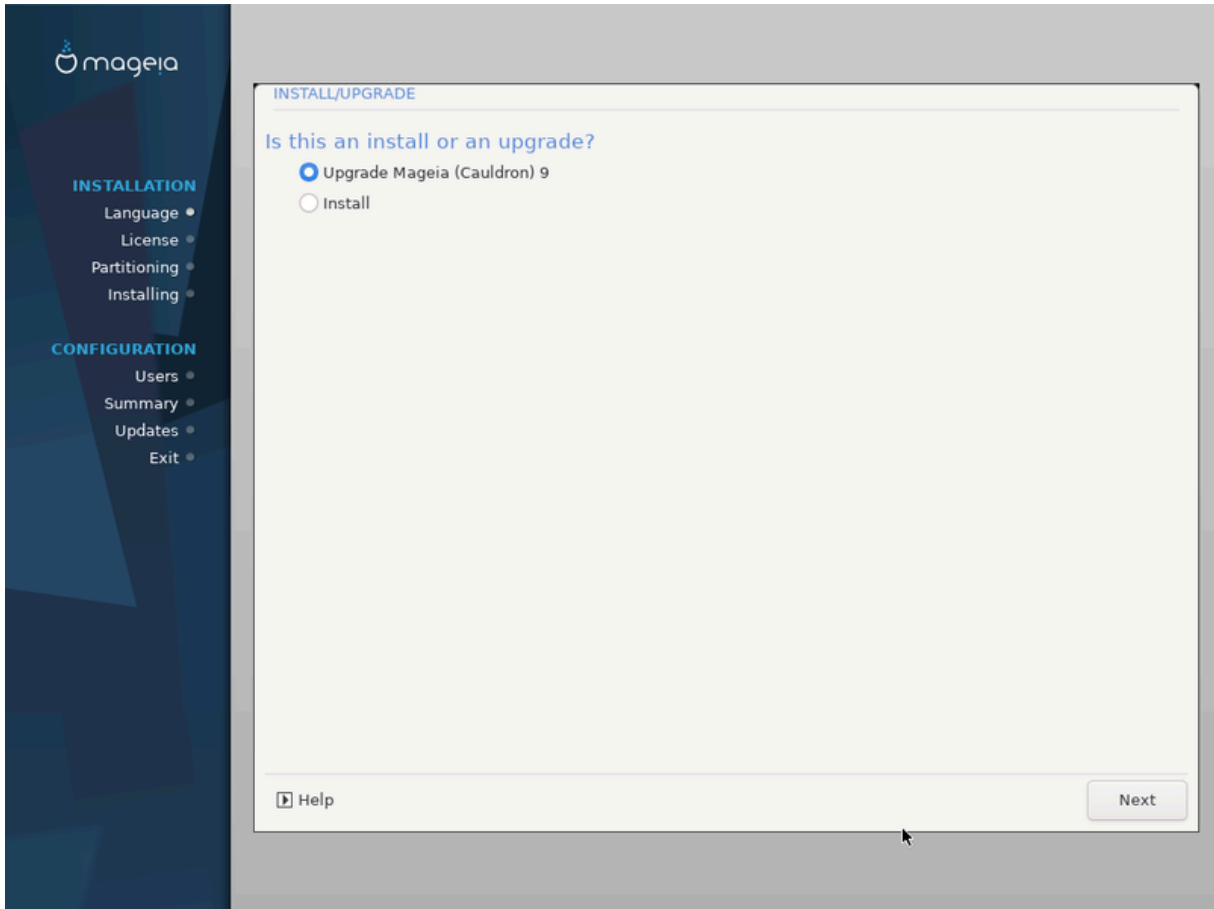 mageia
INSTALLATION
Language
License
Partitioning
Installing
CONFIGURATION
Users
Summary
Updates
Exit
INSTALL/UPGRADE
Is this an install or an upgrade?
Upgrade Mageia (Cauldron) 9
Install
Help
Next